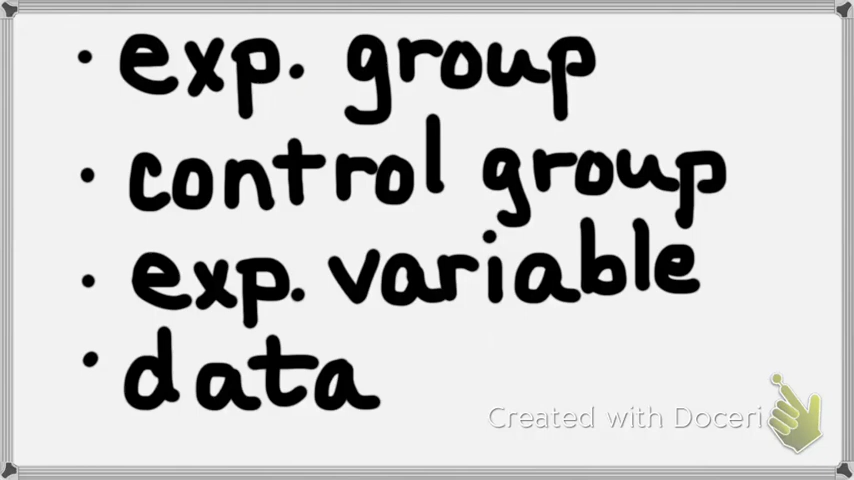 · exp. group
· control group
· exp. variable
· data
Created with Doceri